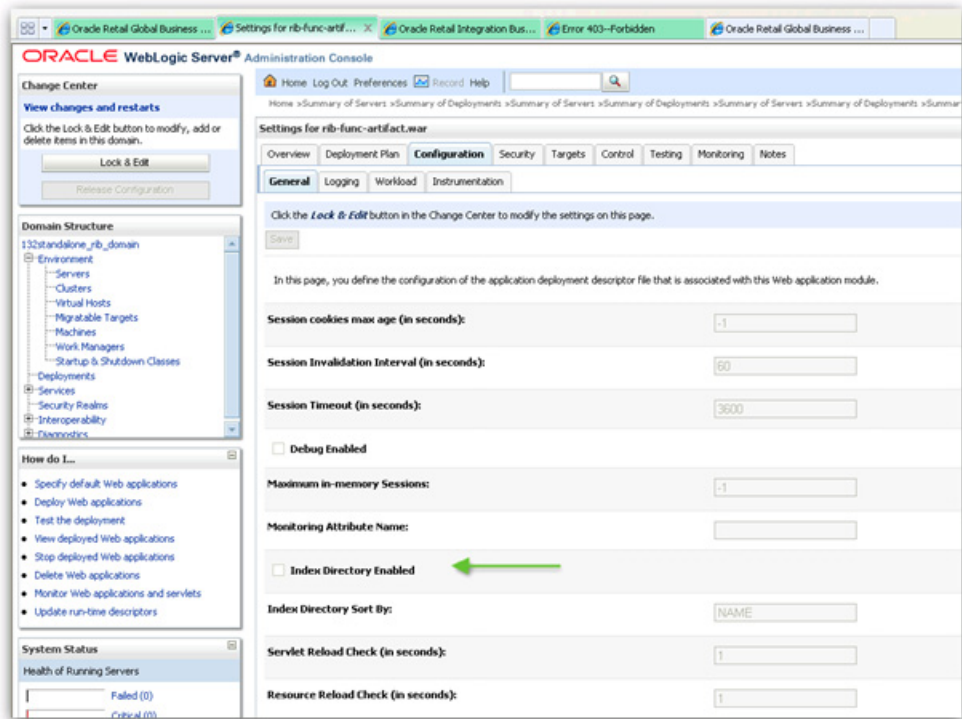 Oracle Retail Global Business ...
Settings for rib-func-artif... X
Oracle Retail Integration Bus...
Error 403--Forbidden
Oracle Retail Global Business ...
ORACLE WebLogic Server® Administration Console
Change Center
View changes and restarts
Click the Lock & Edit button to modify, add or
delete items in this domain.
Lock & Edit
Release Configuration
Domain Structure
132standalone_rib_domain
Environment
Servers
Clusters
Virtual Hosts
Migratable Targets
Machines
Work Managers
Startup & Shutdown Classes
Deployments
Services
Security Realms
Interoperability
Diagnostics
How do I...
Specify default Web applications
Deploy Web applications
Test the deployment
View deployed Web applications
Stop deployed Web applications
Delete Web applications
Monitor Web applications and servlets
Update run-time descriptors
System Status
Health of Running Servers
Failed (0)
Critical (0)
Home Log Out Preferences Record Help
Home >Summary of Servers >Summary of Deployments >Summary of Servers >Summary of Deployments >Summary of Servers >Summary of Deployments >Summar
Settings for rib-func-artifact.war
Overview Deployment Plan Configuration Security Targets Control Testing Monitoring Notes
General Logging Workload Instrumentation
Click the Lock & Edit button in the Change Center to modify the settings on this page.
Save
In this page, you define the configuration of the application deployment descriptor file that is associated with this Web application module.
Session cookies max age (in seconds): -1
Session Invalidation Interval (in seconds): 60
Session Timeout (in seconds): 3600
Debug Enabled
Maximum in-memory Sessions: -1
Monitoring Attribute Name:
Index Directory Enabled
Index Directory Sort By: NAME
Servlet Reload Check (in seconds): 1
Resource Reload Check (in seconds): 1